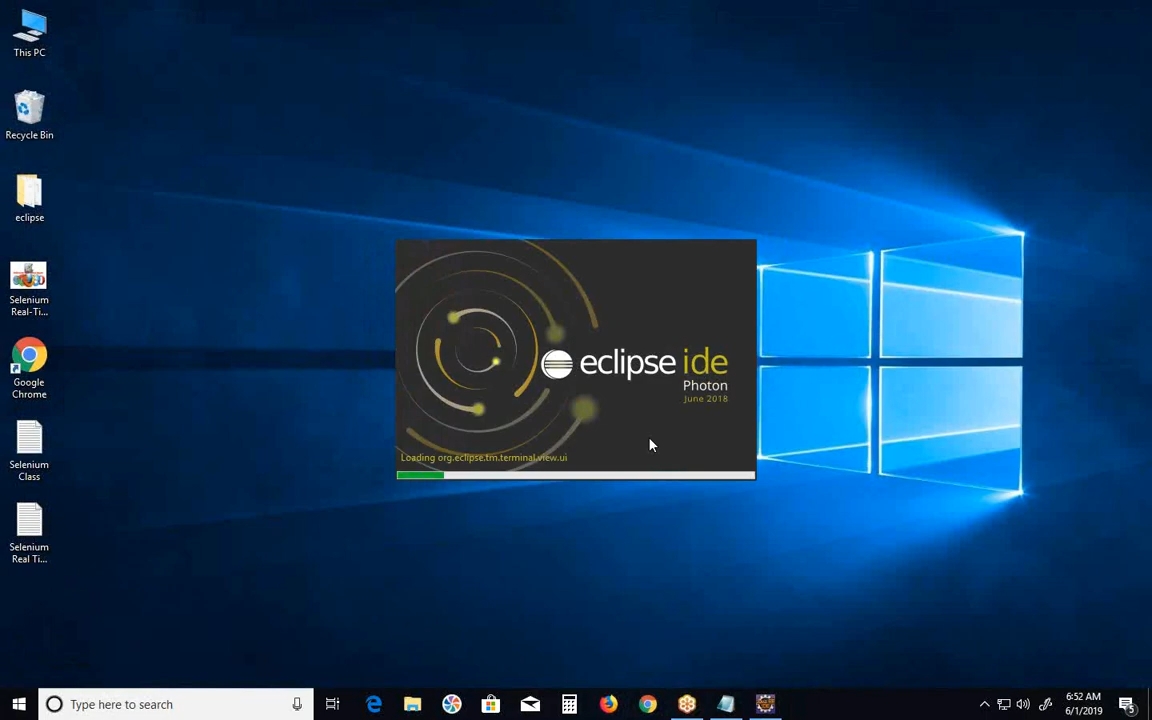 This PC
Recycle Bin
eclipse
Selenium
Real-Ti...
Google
Chrome
Selenium
Class
Selenium
Real Ti...
eclipse ide
Photon
June 2018
Loading org.eclipse.tm.terminal.view.ui
Type here to search
6:52 AM
6/1/2019
5